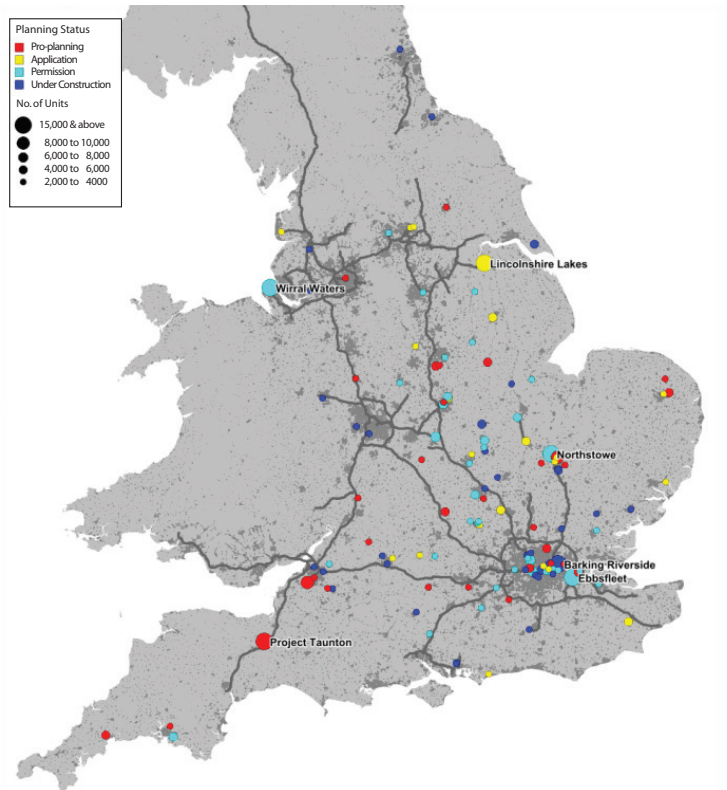 Planning Status
Pro-planning
Application
Permission
Under Construction
No. of Units
15,000 & above
8,000 to 10,000
6,000 to 8,000
4,000 to 6,000
2,000 to 4000
Lincolnshire Lakes
Wirral Waters
Northstowe
Barking Riverside
Ebbsfleet
Project Taunton